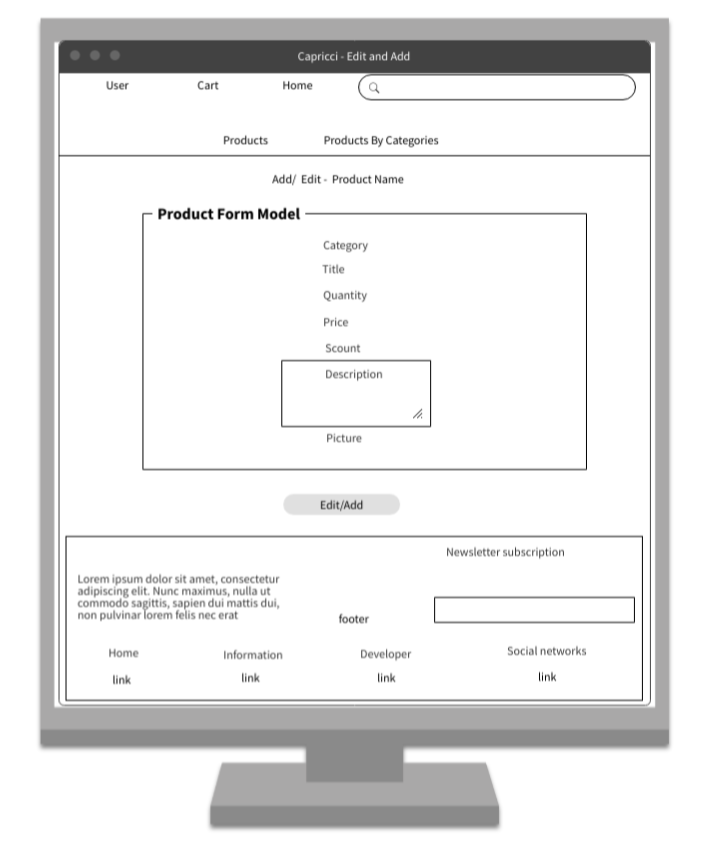 Capricci - Edit and Add
User Cart Home
Products Products By Categories
Add/ Edit - Product Name
Product Form Model
Category
Title
Quantity
Price
Scount
Description
Picture
Edit/Add
Newsletter subscription
Lorem ipsum dolor sit amet, consectetur
adipiscing elit. Nunc maximus, nulla ut
commodo sagittis, sapien dui mattis dui,
non pulvinar lorem felis nec erat
footer
Home Information Developer Social networks
link link link link